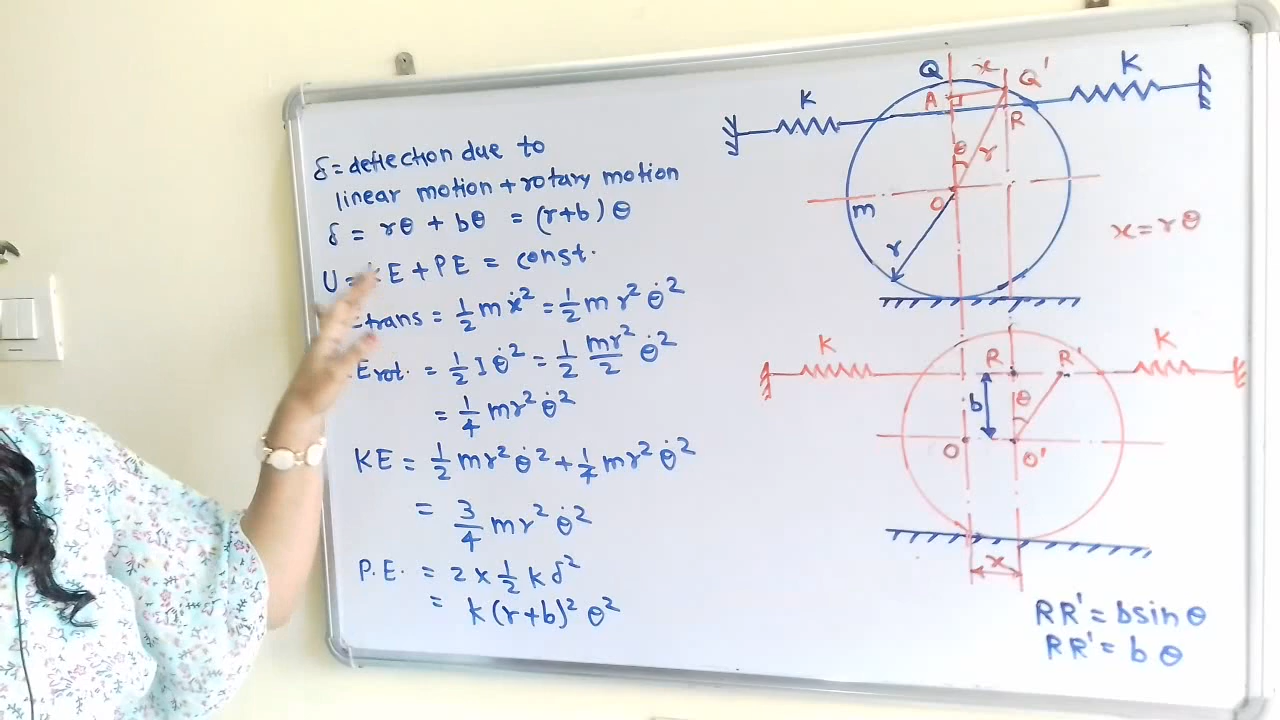 δ = deflection due to
linear motion + rotary motion
δ = rθ + bθ = (r+b) θ
U = KE + PE = const.
trans = 1/2 m ẋ² = 1/2 m r² θ̇²
E rot. = 1/2 I θ̇² = 1/2 mr²/2 θ̇²
= 1/4 mr² θ̇²
KE = 1/2 mr² θ̇² + 1/4 mr² θ̇²
= 3/4 mr² θ̇²
P.E. = 2 x 1/2 k δ²
= k (r+b)² θ²
Q x Q'
K
K
A
R
θ r
O
m
r
x = r θ
K
R R'
K
b
θ
O O'
x
RR' = b sin θ
RR' = b θ